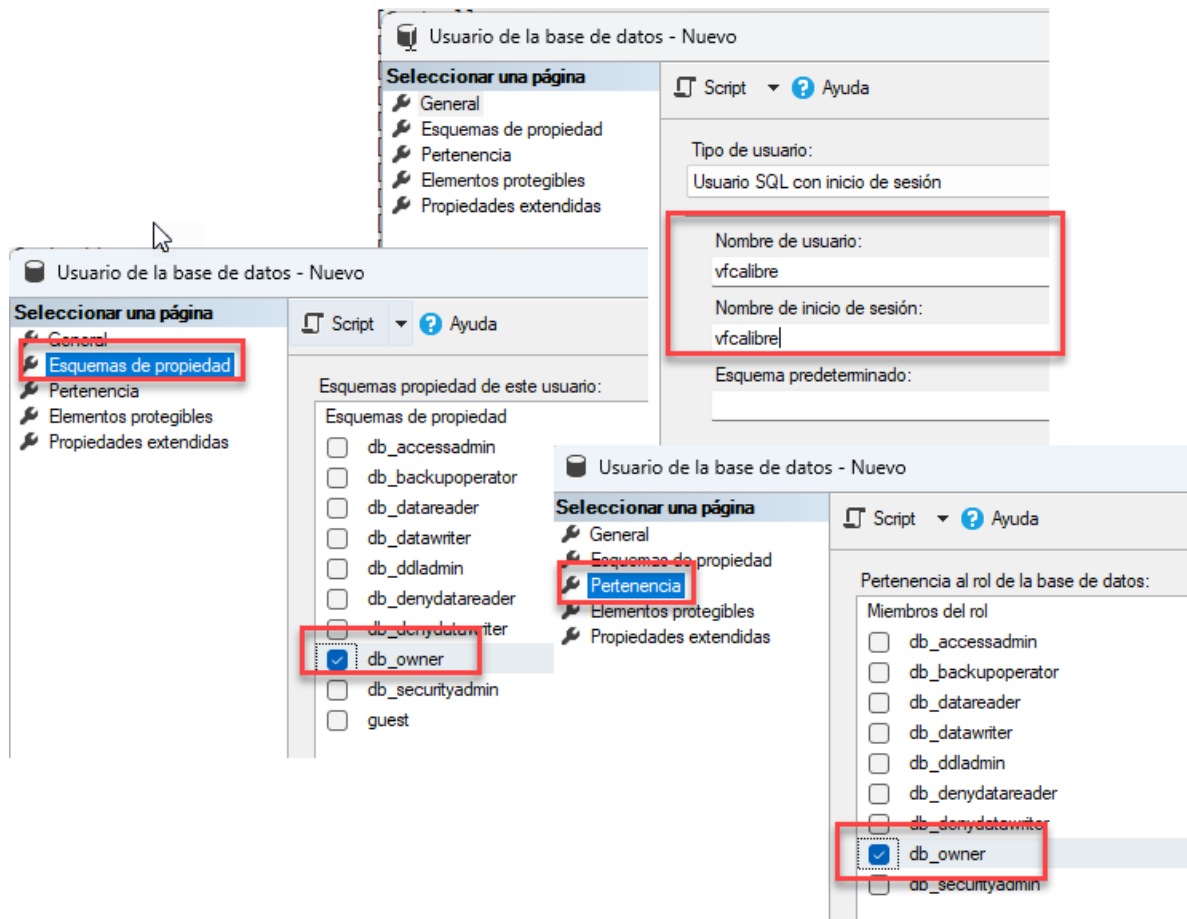 Usuario de la base de datos - Nuevo
Seleccionar una página
General
Esquemas de propiedad
Pertenencia
Elementos protegibles
Propiedades extendidas
Script
Ayuda
Tipo de usuario:
Usuario SQL con inicio de sesión
Nombre de usuario:
vfcalibre
Nombre de inicio de sesión:
vfcalibre
Esquema predeterminado:
Usuario de la base de datos - Nuevo
Seleccionar una página
General
Esquemas de propiedad
Pertenencia
Elementos protegibles
Propiedades extendidas
Script
Ayuda
Esquemas propiedad de este usuario:
Esquemas de propiedad
db_accessadmin
db_backupoperator
db_datareader
db_datawriter
db_ddladmin
db_denydatareader
db_denydatawriter
db_owner
db_securityadmin
guest
Usuario de la base de datos - Nuevo
Seleccionar una página
General
Esquemas de propiedad
Pertenencia
Elementos protegibles
Propiedades extendidas
Script
Ayuda
Pertenencia al rol de la base de datos:
Miembros del rol
db_accessadmin
db_backupoperator
db_datareader
db_datawriter
db_ddladmin
db_denydatareader
db_denydatawriter
db_owner
db_securityadmin